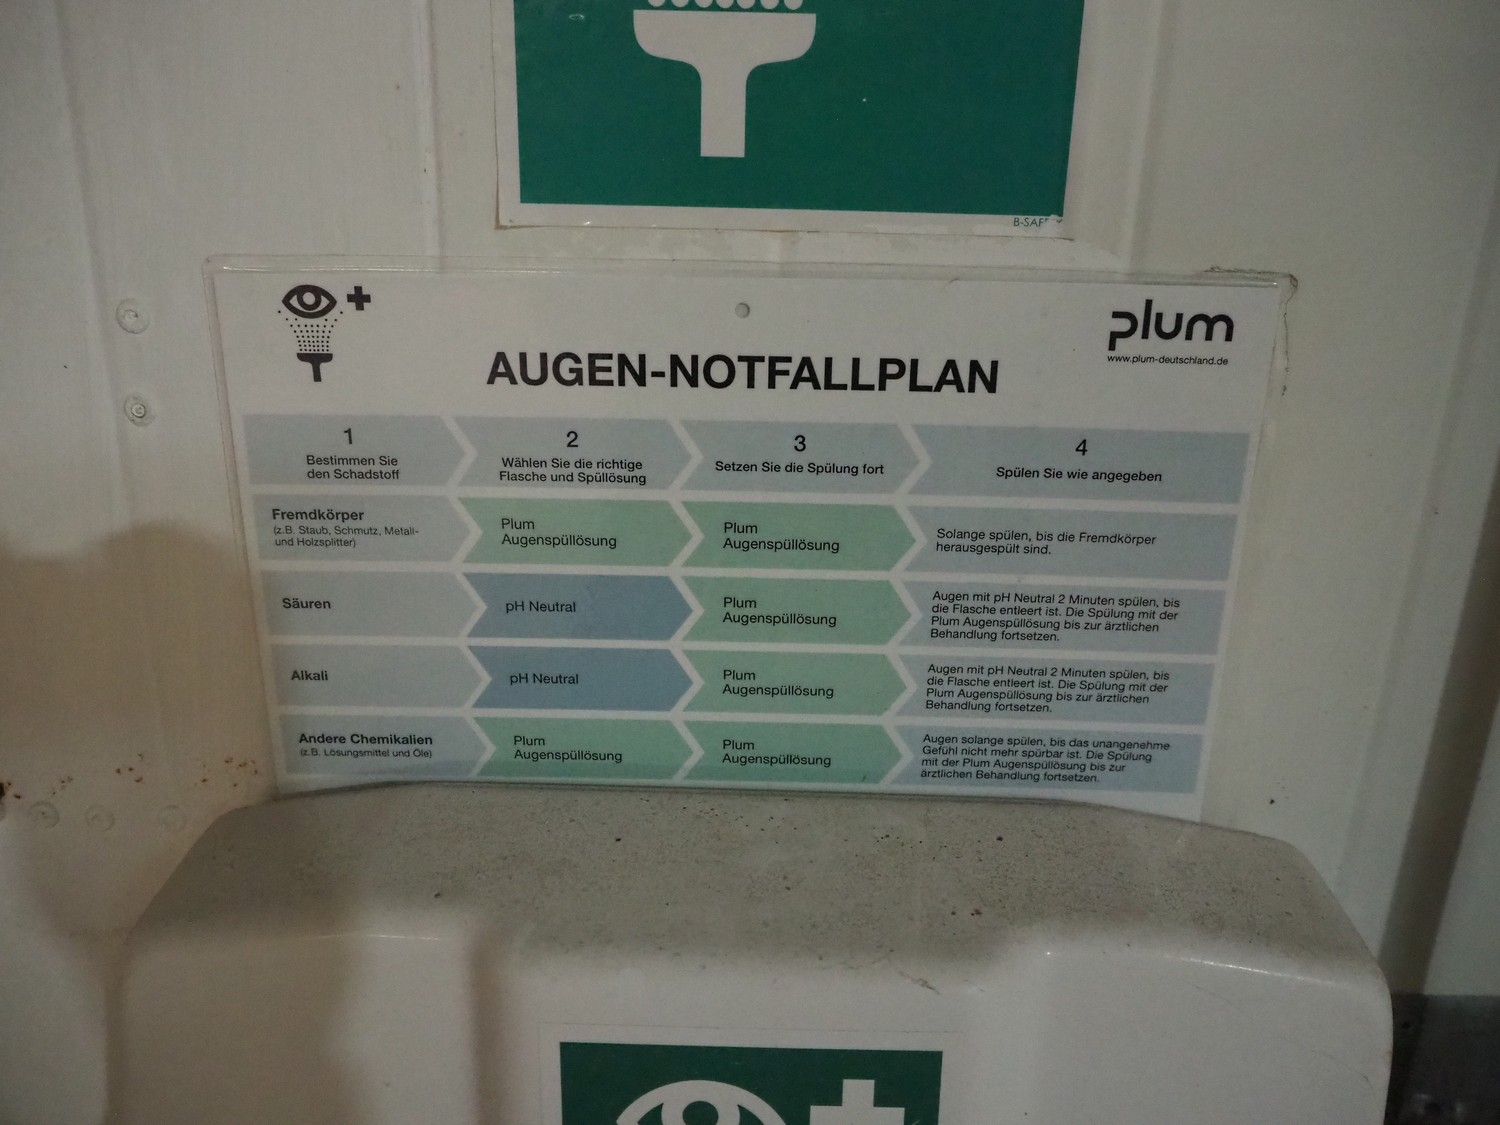 B-SAFETY
plum
www.plum-deutschland.de
AUGEN-NOTFALLPLAN
1
Bestimmen Sie
den Schadstoff
2
Wählen Sie die richtige
Flasche und Spüllösung
3
Setzen Sie die Spülung fort
4
Spülen Sie wie angegeben
Fremdkörper
(z.B. Staub, Schmutz, Metall-
und Holzsplitter)
Plum
Augenspüllösung
Plum
Augenspüllösung
Solange spülen, bis die Fremdkörper
herausgespült sind.
Säuren
pH Neutral
Plum
Augenspüllösung
Augen mit pH Neutral 2 Minuten spülen, bis
die Flasche entleert ist. Die Spülung mit der
Plum Augenspüllösung bis zur ärztlichen
Behandlung fortsetzen.
Alkali
pH Neutral
Plum
Augenspüllösung
Augen mit pH Neutral 2 Minuten spülen, bis
die Flasche entleert ist. Die Spülung mit der
Plum Augenspüllösung bis zur ärztlichen
Behandlung fortsetzen.
Andere Chemikalien
(z.B. Lösungsmittel und Öle)
Plum
Augenspüllösung
Plum
Augenspüllösung
Augen solange spülen, bis das unangenehme
Gefühl nicht mehr spürbar ist. Die Spülung
mit der Plum Augenspüllösung bis zur
ärztlichen Behandlung fortsetzen.